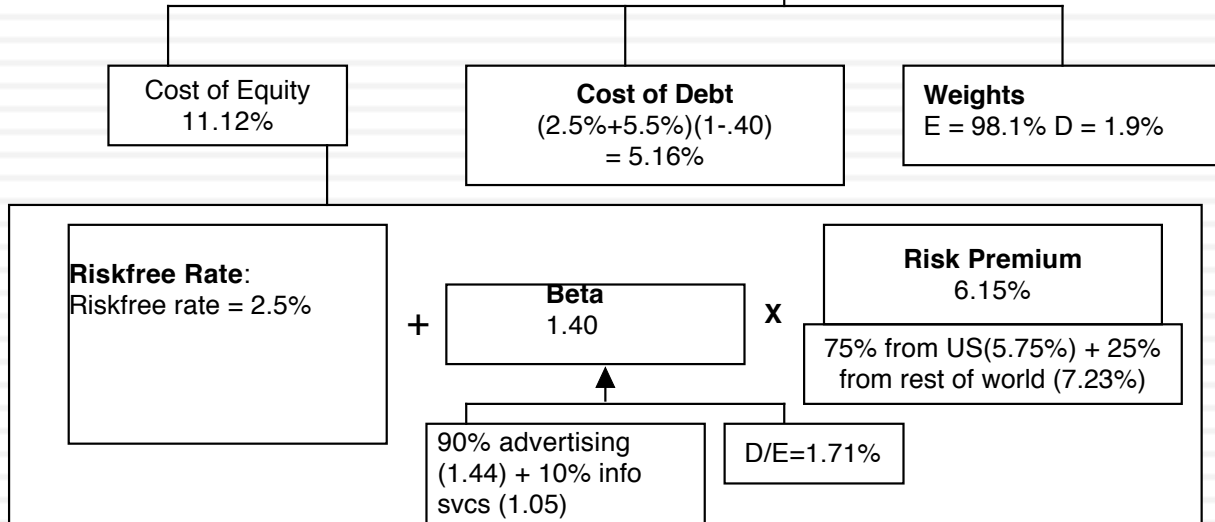 Cost of Equity
11.12%
Cost of Debt
(2.5%+5.5%)(1-.40)
= 5.16%
Weights
E = 98.1% D = 1.9%
Riskfree Rate:
Riskfree rate = 2.5%
+
Beta
1.40
X
Risk Premium
6.15%
75% from US(5.75%) + 25%
from rest of world (7.23%)
90% advertising
(1.44) + 10% info
svcs (1.05)
D/E=1.71%